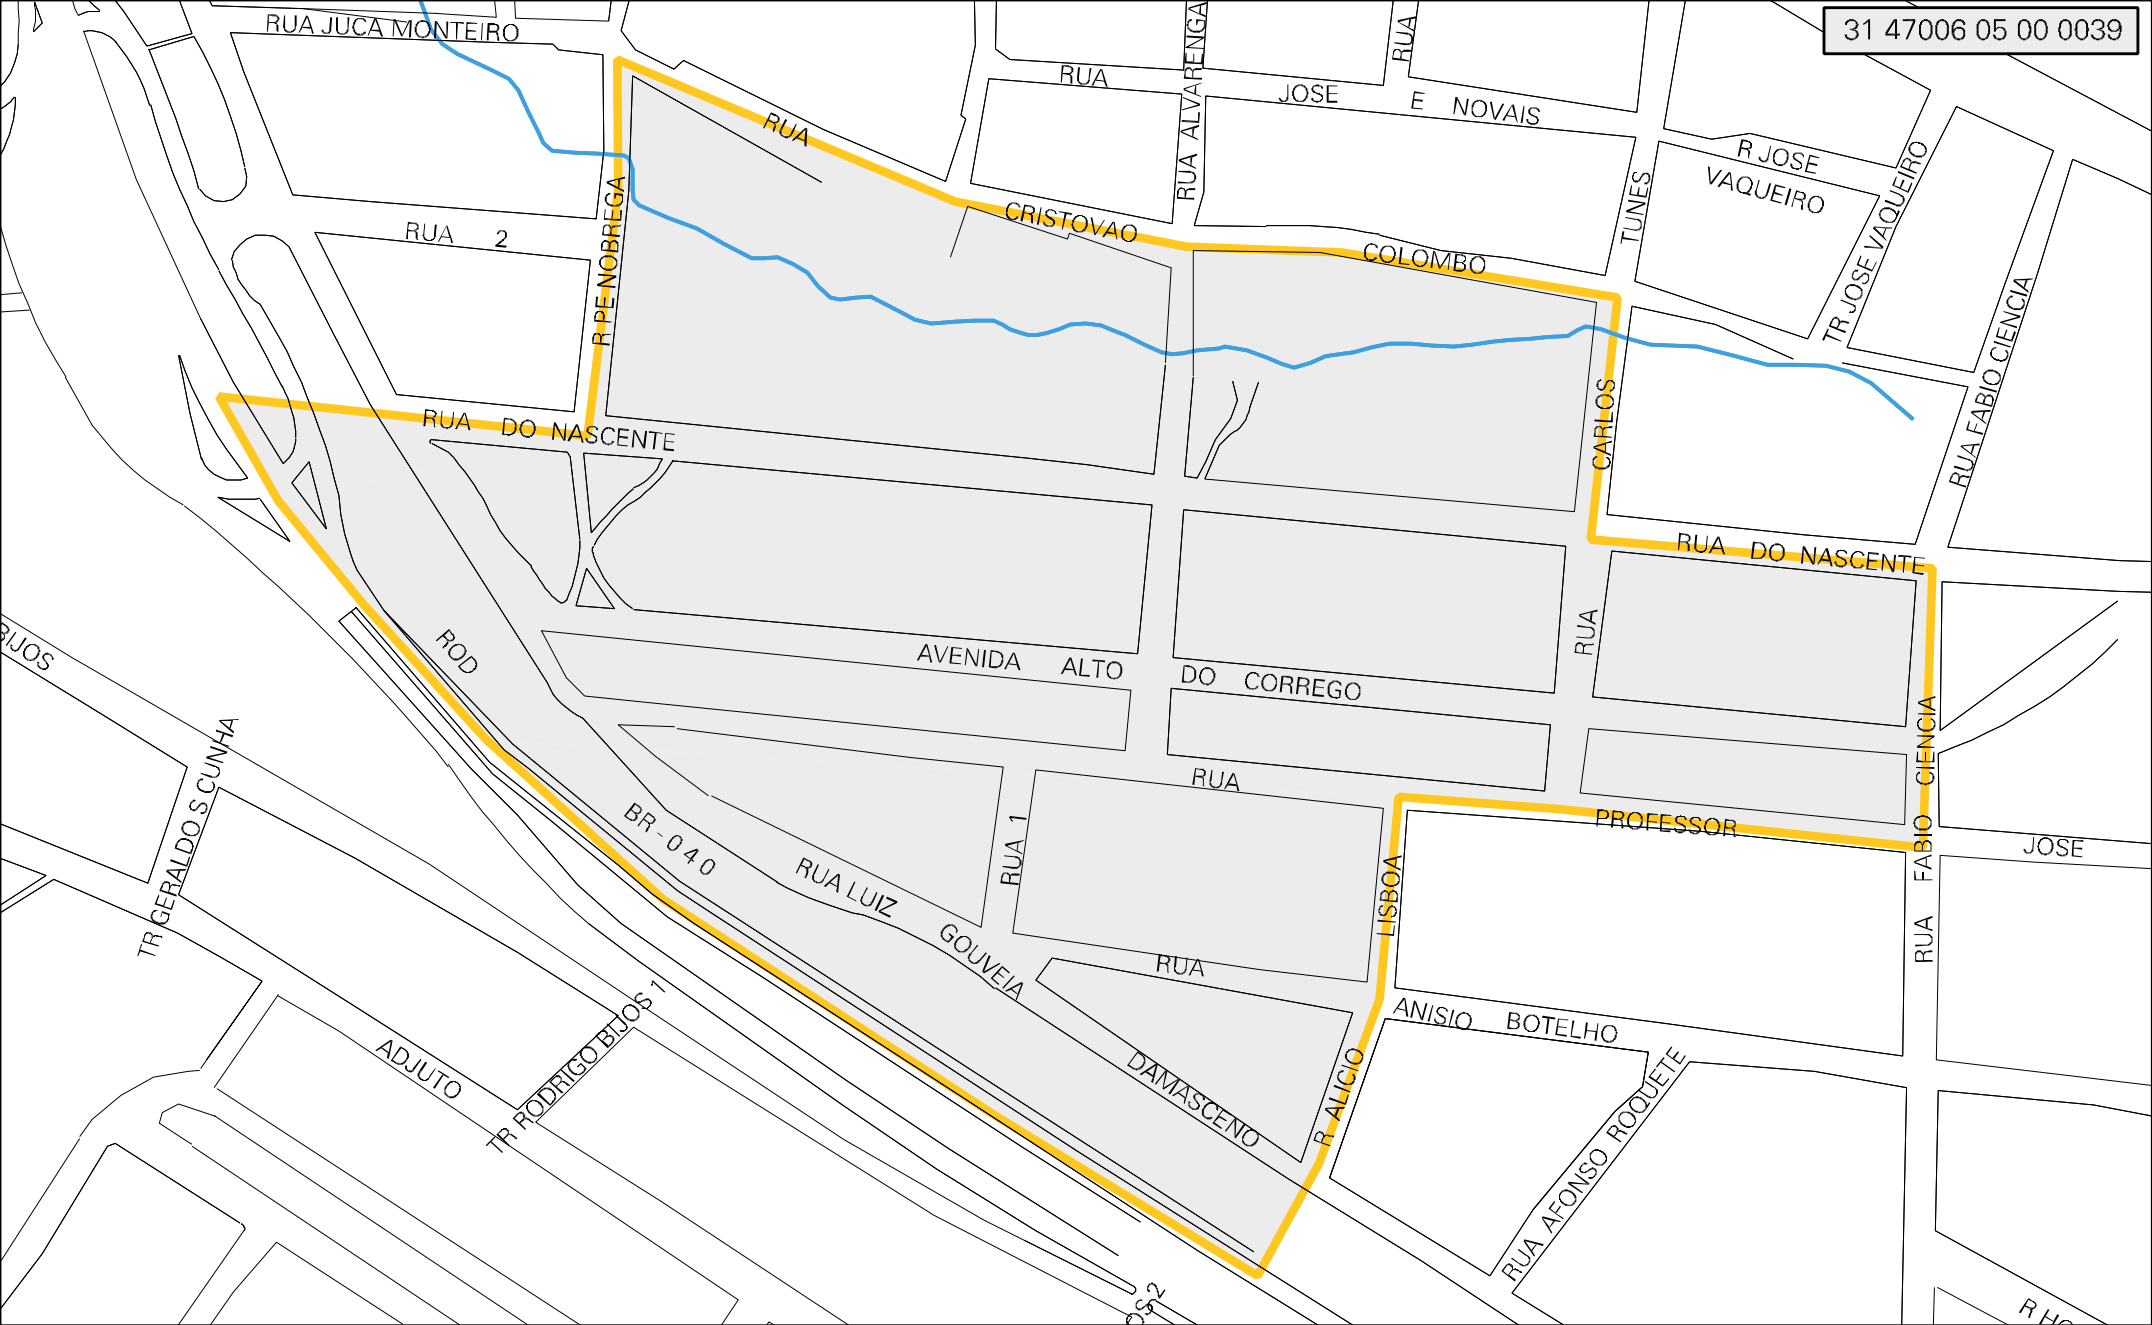 31 47006 05 00 0039
RUA JUCA MONTEIRO
RUA JOSE E NOVAIS
RUA
RUA ALVARENGA
RUA CRISTOVAO COLOMBO
R JOSE
VAQUEIRO
TR JOSE VAQUEIRO
RUA FABIO CIENCIA
RUA 2
R PE NOBREGA
RUA CARLOS TUNES
RUA DO NASCENTE
RUA DO NASCENTE
AVENIDA ALTO DO CORREGO
ROD
BR-040
BIJOS
TR GERALDO S CUNHA
RUA PROFESSOR JOSE
RUA FABIO CIENCIA
RUA 1
RUA LUIZ GOUVEIA DAMASCENO
R ALICIO LISBOA
RUA ANISIO BOTELHO
ADJUTO
TR RODRIGO BIJOS 1
RUA AFONSO ROQUETE